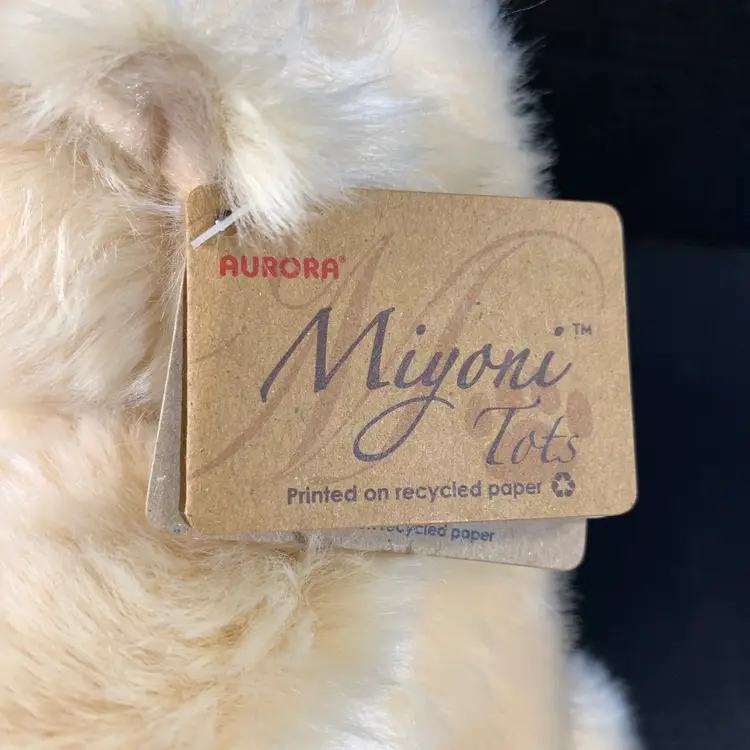 AURORA®
Miyoni™
Tots
Printed on recycled paper
recycled paper